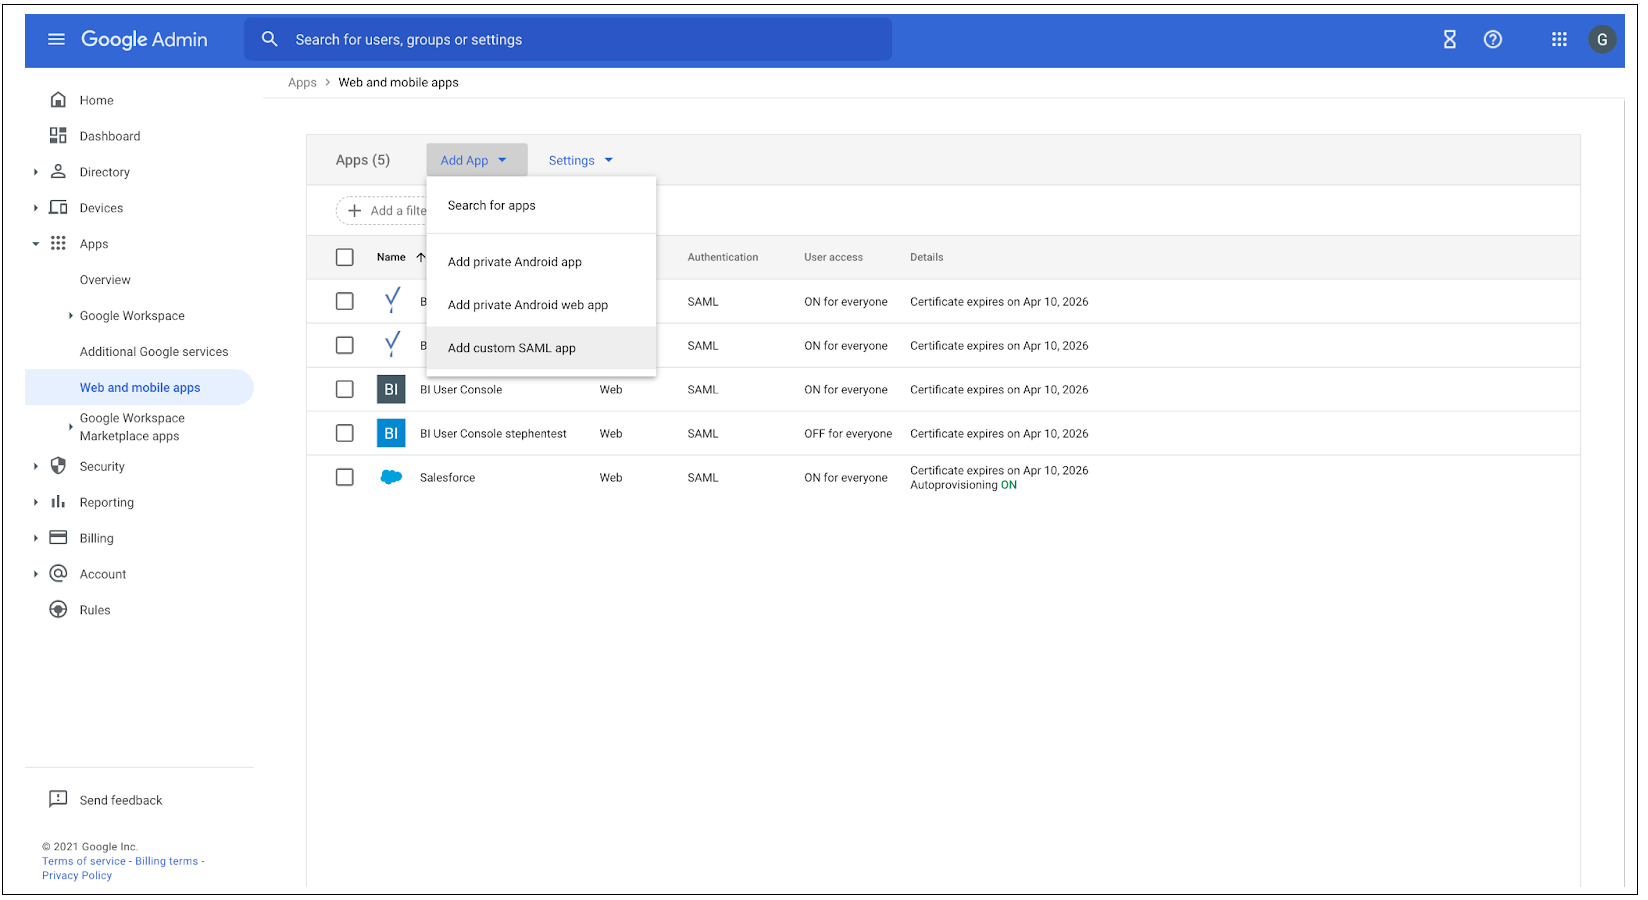 Google Admin
Search for users, groups or settings
G
Apps > Web and mobile apps
Home
Dashboard
Directory
Devices
Apps
Overview
Google Workspace
Additional Google services
Web and mobile apps
Google Workspace
Marketplace apps
Security
Reporting
Billing
Account
Rules
Send feedback
© 2021 Google Inc.
Terms of service - Billing terms -
Privacy Policy
Apps (5)
Add App
Settings
Add a filte
Search for apps
Add private Android app
Add private Android web app
Add custom SAML app
Name Authentication User access Details
B SAML ON for everyone Certificate expires on Apr 10, 2026
B SAML ON for everyone Certificate expires on Apr 10, 2026
BI BI User Console Web SAML ON for everyone Certificate expires on Apr 10, 2026
BI BI User Console stephentest Web SAML OFF for everyone Certificate expires on Apr 10, 2026
Salesforce Web SAML ON for everyone Certificate expires on Apr 10, 2026
Autoprovisioning ON